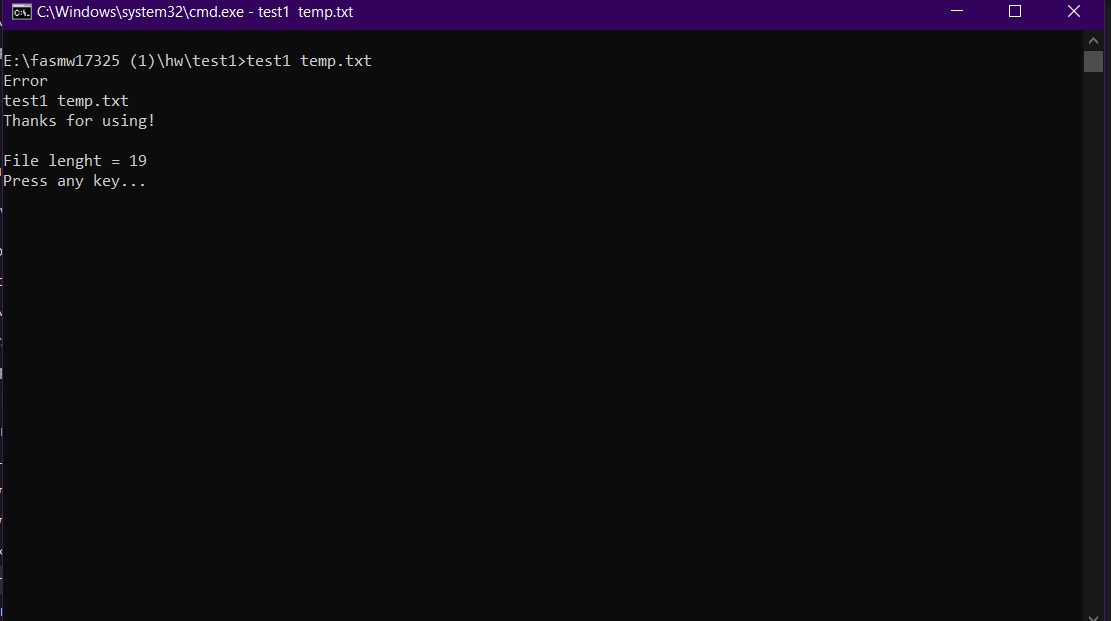 C:\Windows\system32\cmd.exe - test1  temp.txt
E:\fasmw17325 (1)\hw\test1>test1 temp.txt
Error
test1 temp.txt
Thanks for using!
File lenght = 19
Press any key...